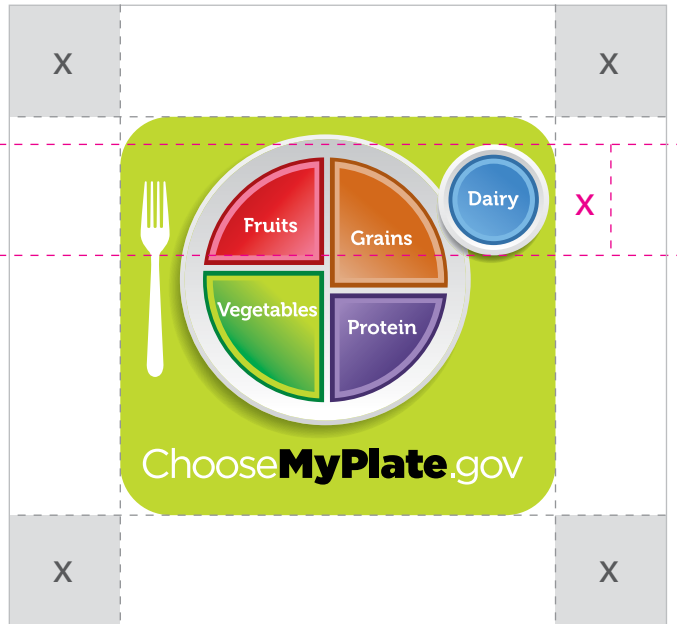 X X
Dairy
X
Fruits
Grains
Vegetables
Protein
ChooseMyPlate.gov
X X